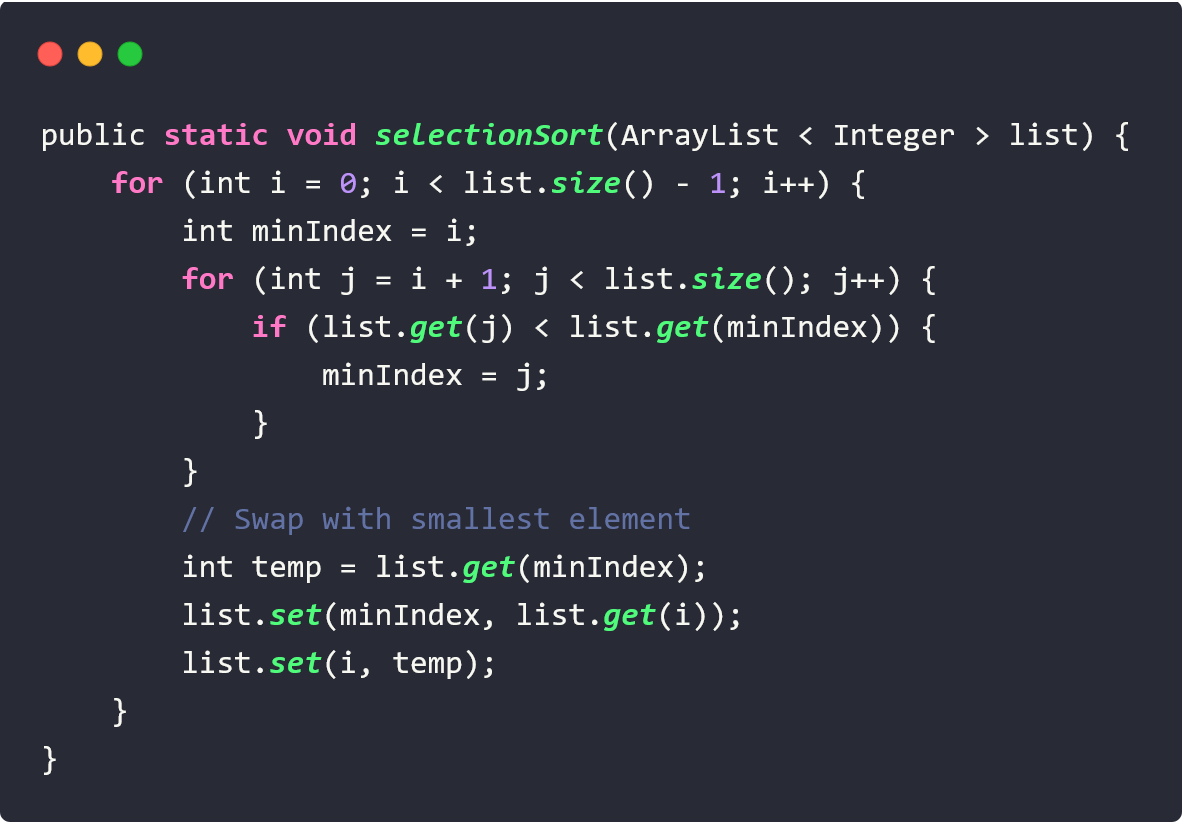 public static void selectionSort(ArrayList < Integer > list) {
    for (int i = 0; i < list.size() - 1; i++) {
        int minIndex = i;
        for (int j = i + 1; j < list.size(); j++) {
            if (list.get(j) < list.get(minIndex)) {
                minIndex = j;
            }
        }
        // Swap with smallest element
        int temp = list.get(minIndex);
        list.set(minIndex, list.get(i));
        list.set(i, temp);
    }
}